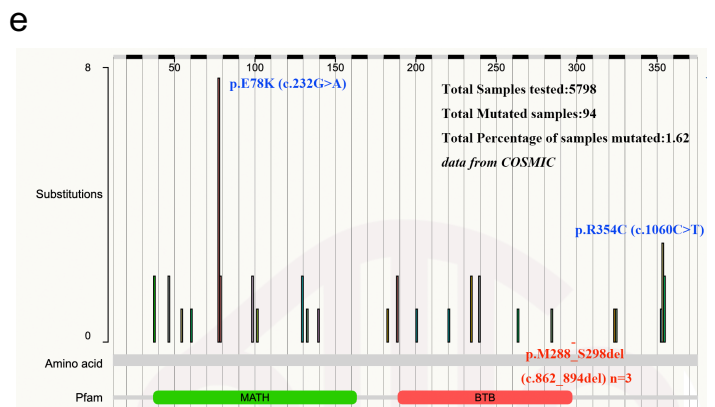 e
8
50 100 150 200 250 300 350
p.E78K (c.232G>A)
Total Samples tested:5798
Total Mutated samples:94
Total Percentage of samples mutated:1.62
data from COSMIC
Substitutions
p.R354C (c.1060C>T)
0
Amino acid
p.M288_S298del
(c.862_894del) n=3
Pfam
MATH
BTB